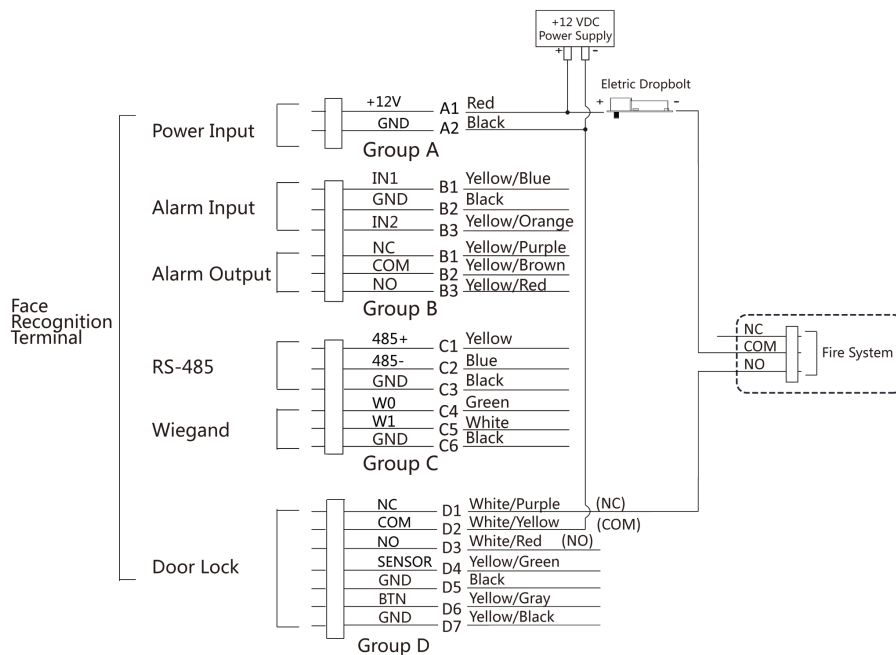 +12 VDC
Power Supply
+ -
Eletric Dropbolt
+ -
Face
Recognition
Terminal
Power Input
+12V A1 Red
GND A2 Black
Group A
Alarm Input
IN1 B1 Yellow/Blue
GND B2 Black
IN2 B3 Yellow/Orange
Alarm Output
NC B1 Yellow/Purple
COM B2 Yellow/Brown
NO B3 Yellow/Red
Group B
RS-485
485+ C1 Yellow
485- C2 Blue
GND C3 Black
Wiegand
W0 C4 Green
W1 C5 White
GND C6 Black
Group C
NC
COM
NO
Fire System
Door Lock
NC D1 White/Purple (NC)
COM D2 White/Yellow (COM)
NO D3 White/Red (NO)
SENSOR D4 Yellow/Green
GND D5 Black
BTN D6 Yellow/Gray
GND D7 Yellow/Black
Group D